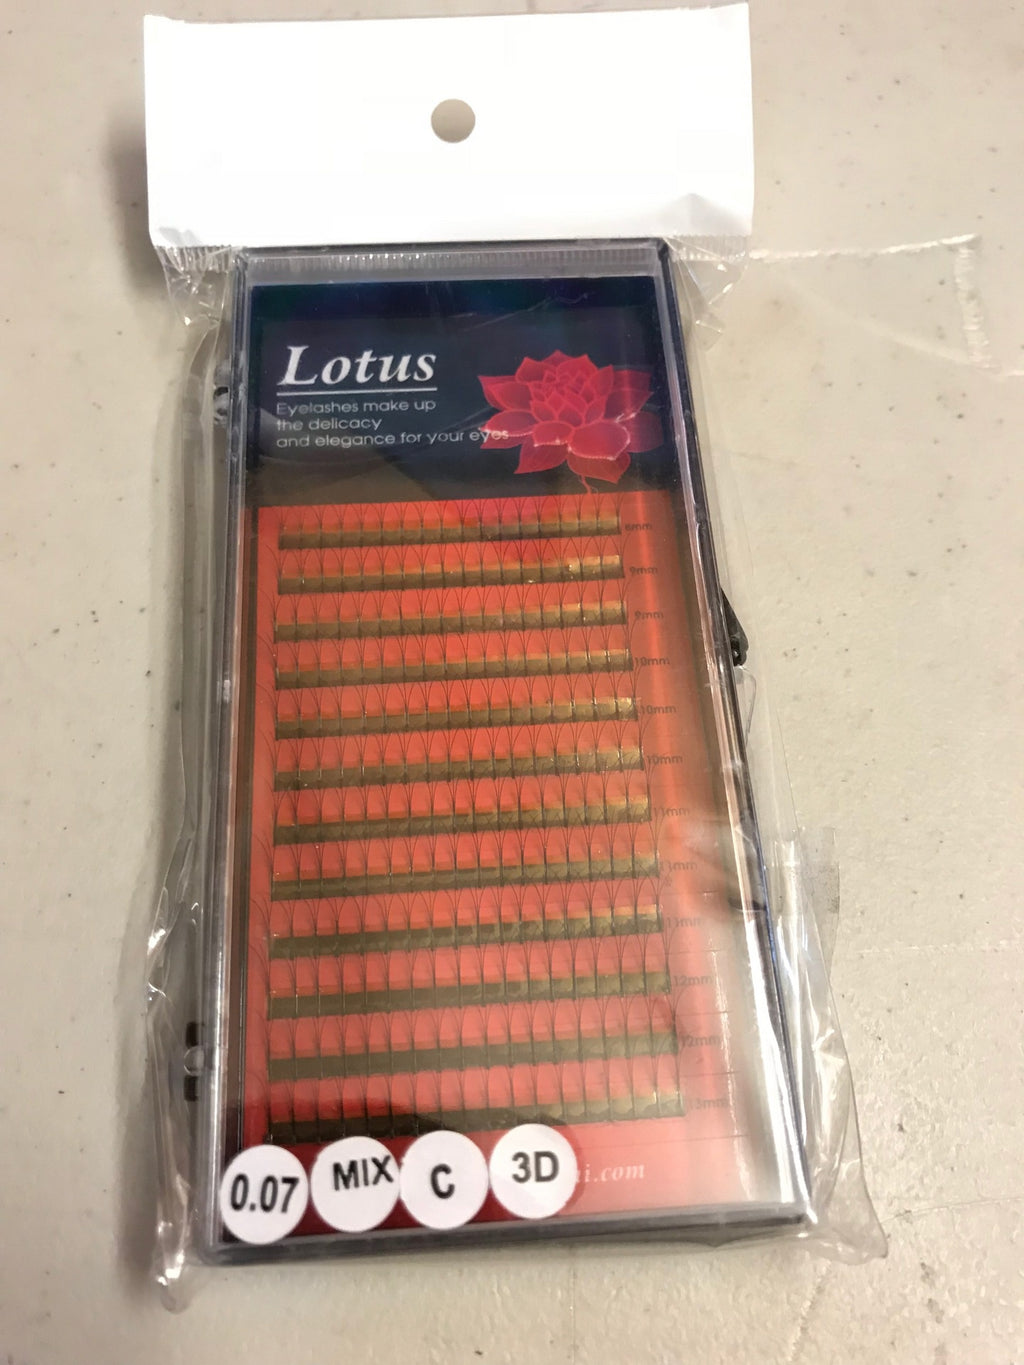 Lotus
Eyelashes make up
the delicacy
and elegance for your eyes
8mm
9mm
9mm
10mm
10mm
10mm
11mm
11mm
11mm
12mm
12mm
13mm
0.07 MIX C 3D
.com